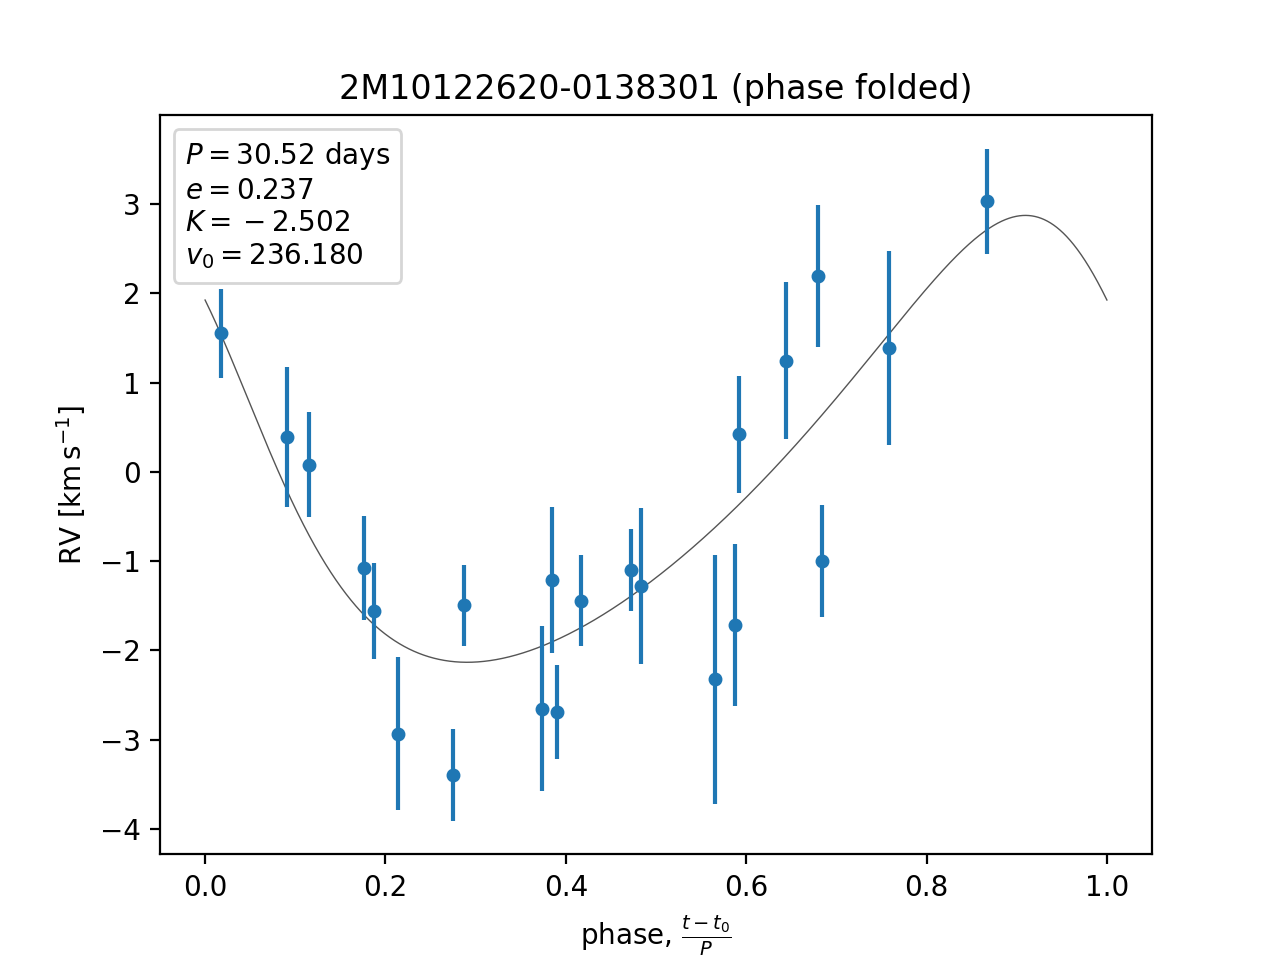 2M10122620-0138301 (phase folded)
P = 30.52 days
e = 0.237
K = −2.502
v₀ = 236.180
3
2
1
0
−1
−2
−3
−4
RV [km s⁻¹]
0.0 0.2 0.4 0.6 0.8 1.0
phase, (t − t₀)/P